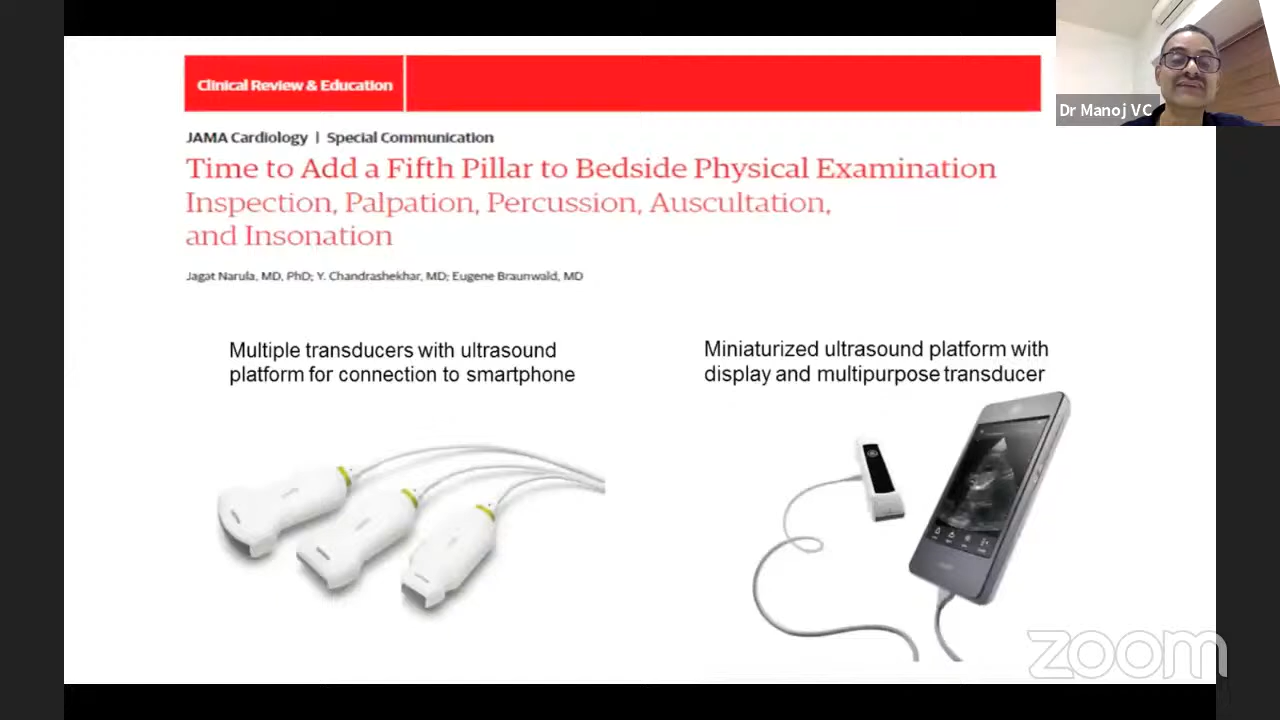 Clinical Review & Education
JAMA Cardiology | Special Communication
Time to Add a Fifth Pillar to Bedside Physical Examination
Inspection, Palpation, Percussion, Auscultation,
and Insonation
Jagat Narula, MD, PhD; Y. Chandrashekhar, MD; Eugene Braunwald, MD
Multiple transducers with ultrasound
platform for connection to smartphone
Miniaturized ultrasound platform with
display and multipurpose transducer
Dr Manoj VC
zoom